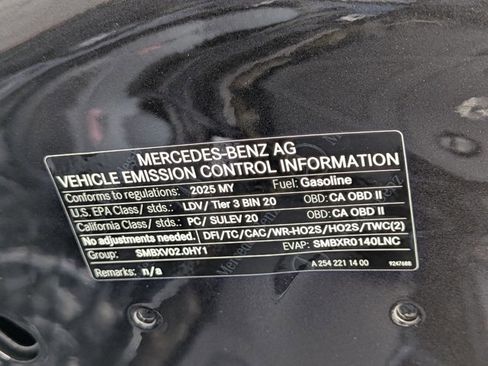 MERCEDES-BENZ AG
VEHICLE EMISSION CONTROL INFORMATION
Conforms to regulations: 2025 MY Fuel: Gasoline
U.S. EPA Class / stds.: LDV / Tier 3 BIN 20 OBD: CA OBD II
California Class / stds.: PC / SULEV 20 OBD: CA OBD II
No adjustments needed. DFI/TC/CAC/WR-HO2S/HO2S/TWC(2)
Group: SMBXV02.0HY1 EVAP: SMBXR0140LNC
Remarks: n/a A 254 221 14 00 9247688